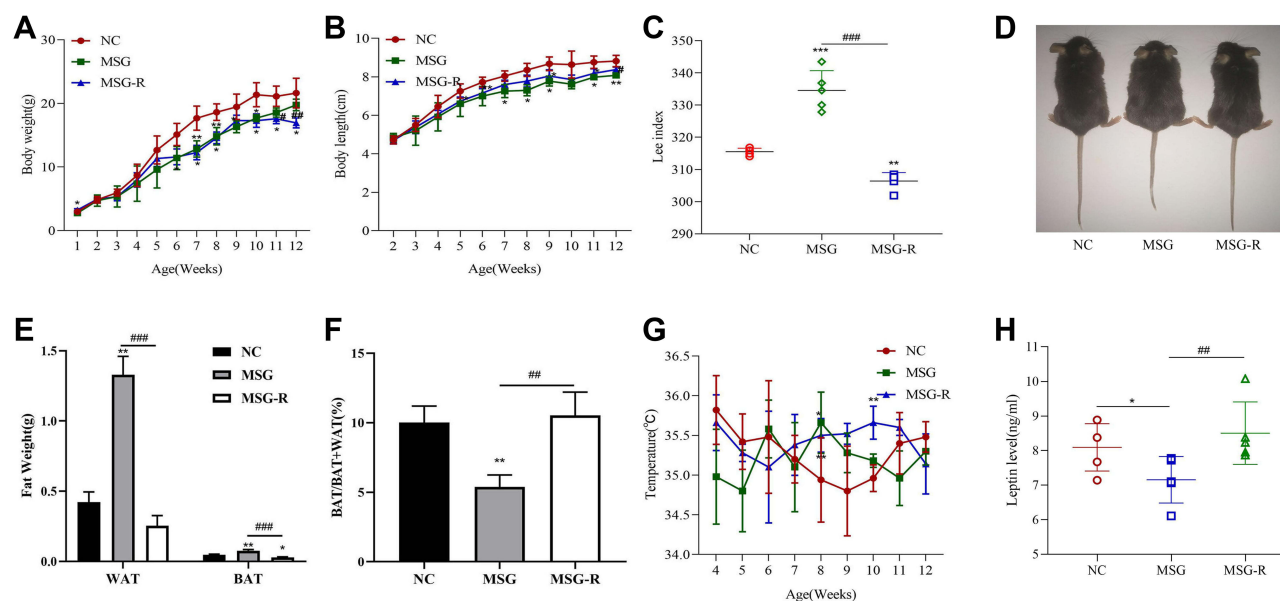 A
NC
MSG
MSG-R
Body weight(g)
30
20
10
0
* ** * ** * * * * # * ## *
1 2 3 4 5 6 7 8 9 10 11 12
Age(Weeks)
B
NC
MSG
MSG-R
Body length(cm)
10
8
6
4
2
0
# **
2 3 4 5 6 7 8 9 10 11 12
Age(Weeks)
C
###
***
**
Lee index
350
340
330
320
310
300
290
NC MSG MSG-R
D
NC MSG MSG-R
E
###
**
NC
MSG
MSG-R
Fat Weight(g)
1.5
1.0
0.5
0.0
###
** *
WAT BAT
F
##
**
BAT/BAT+WAT(%)
15
10
5
0
NC MSG MSG-R
G
NC
MSG
MSG-R
Temperature(℃)
36.5
36.0
35.5
35.0
34.5
34.0
* **
**
4 5 6 7 8 9 10 11 12
Age(Weeks)
H
##
*
Leptin level(ng/ml)
11
10
9
8
7
6
5
NC MSG MSG-R